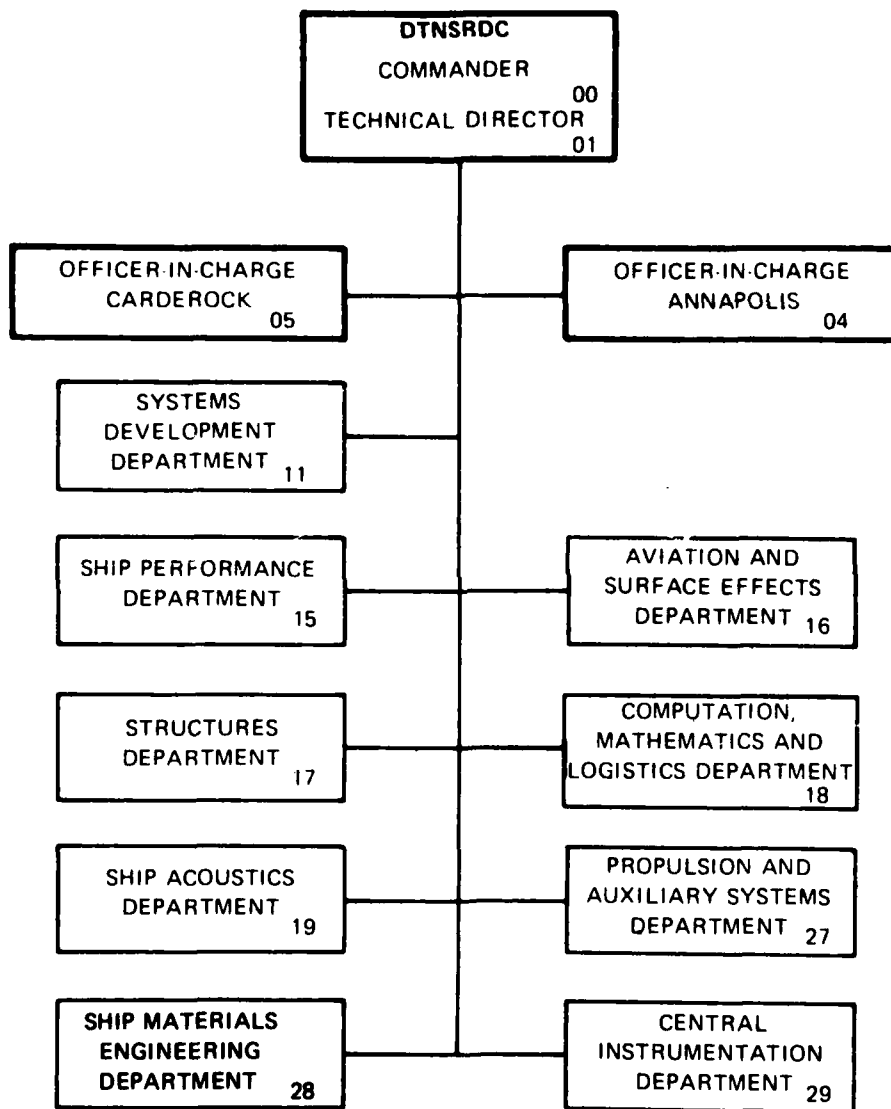 DTNSRDC
COMMANDER
00
TECHNICAL DIRECTOR
01
OFFICER-IN-CHARGE
CARDEROCK
05
OFFICER-IN-CHARGE
ANNAPOLIS
04
SYSTEMS
DEVELOPMENT
DEPARTMENT
11
SHIP PERFORMANCE
DEPARTMENT
15
AVIATION AND
SURFACE EFFECTS
DEPARTMENT
16
STRUCTURES
DEPARTMENT
17
COMPUTATION,
MATHEMATICS AND
LOGISTICS DEPARTMENT
18
SHIP ACOUSTICS
DEPARTMENT
19
PROPULSION AND
AUXILIARY SYSTEMS
DEPARTMENT
27
SHIP MATERIALS
ENGINEERING
DEPARTMENT
28
CENTRAL
INSTRUMENTATION
DEPARTMENT
29